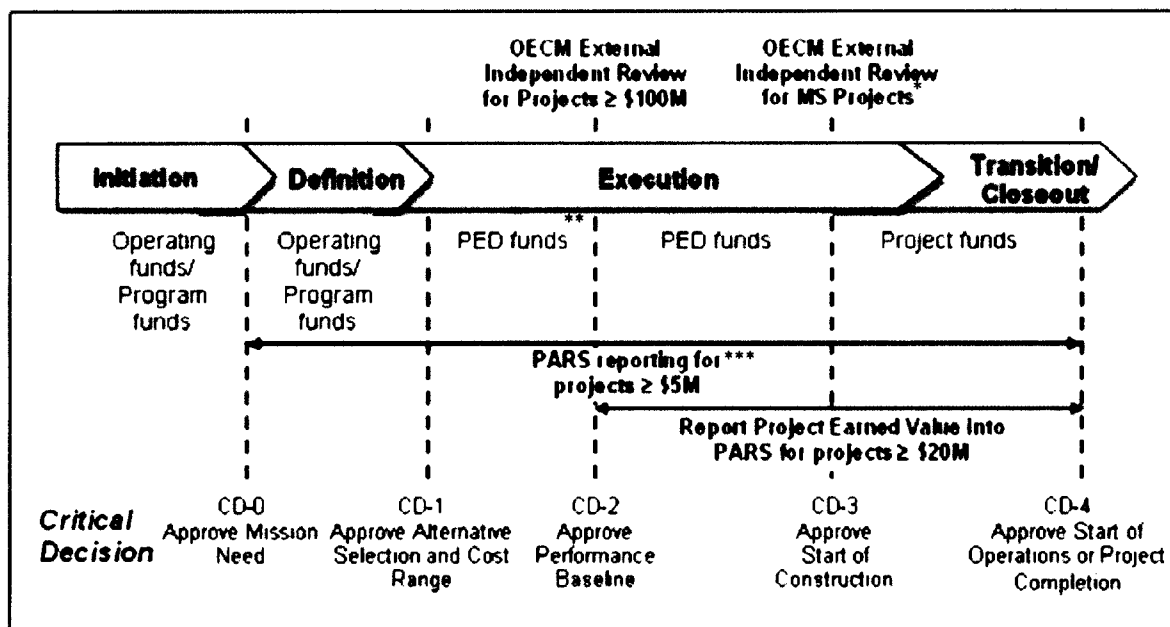 OECM External
Independent Review
for Projects ≥ $100M
OECM External
Independent Review
for MS Projects*
Initiation
Definition
Execution
Transition/
Closeout
Operating
funds/
Program
funds
Operating
funds/
Program
funds
PED funds**
PED funds
Project funds
PARS reporting for***
projects ≥ $5M
Report Project Earned Value Into
PARS for projects ≥ $20M
Critical
Decision
CD-0
Approve Mission
Need
CD-1
Approve Alternative
Selection and Cost
Range
CD-2
Approve
Performance
Baseline
CD-3
Approve
Start of
Construction
CD-4
Approve Start of
Operations or Project
Completion